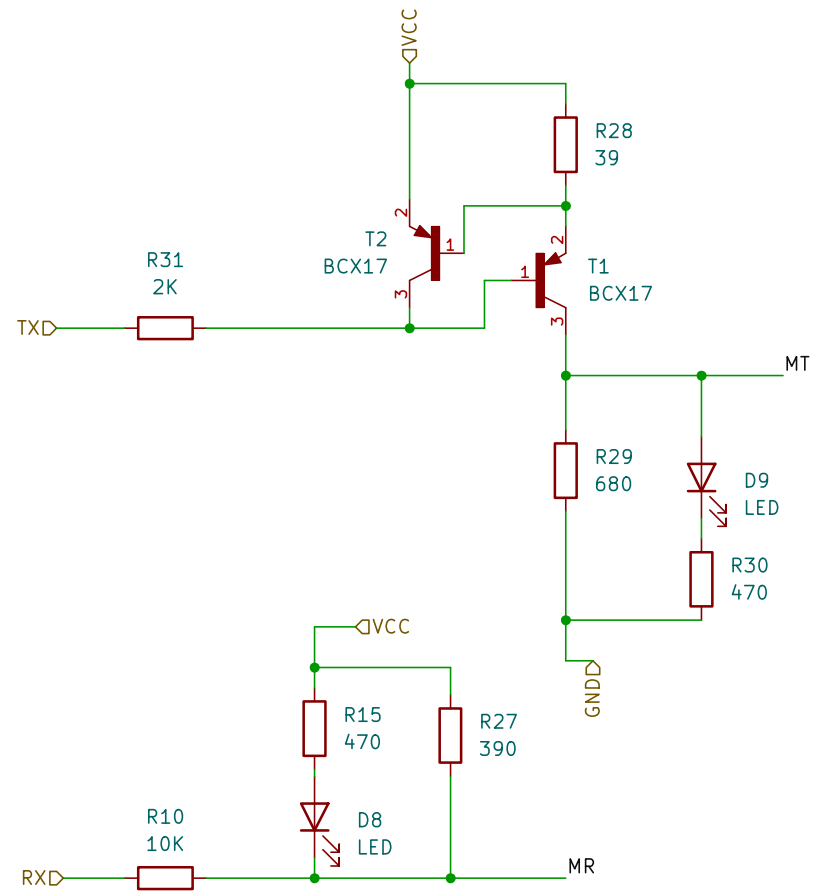 VCC
R28
39
2
2
T2
BCX17
1
1
T1
BCX17
R31
2K
3
3
TX
MT
R29
680
D9
LED
R30
470
VCC
GND
R15
470
R27
390
R10
10K
D8
LED
RX
MR